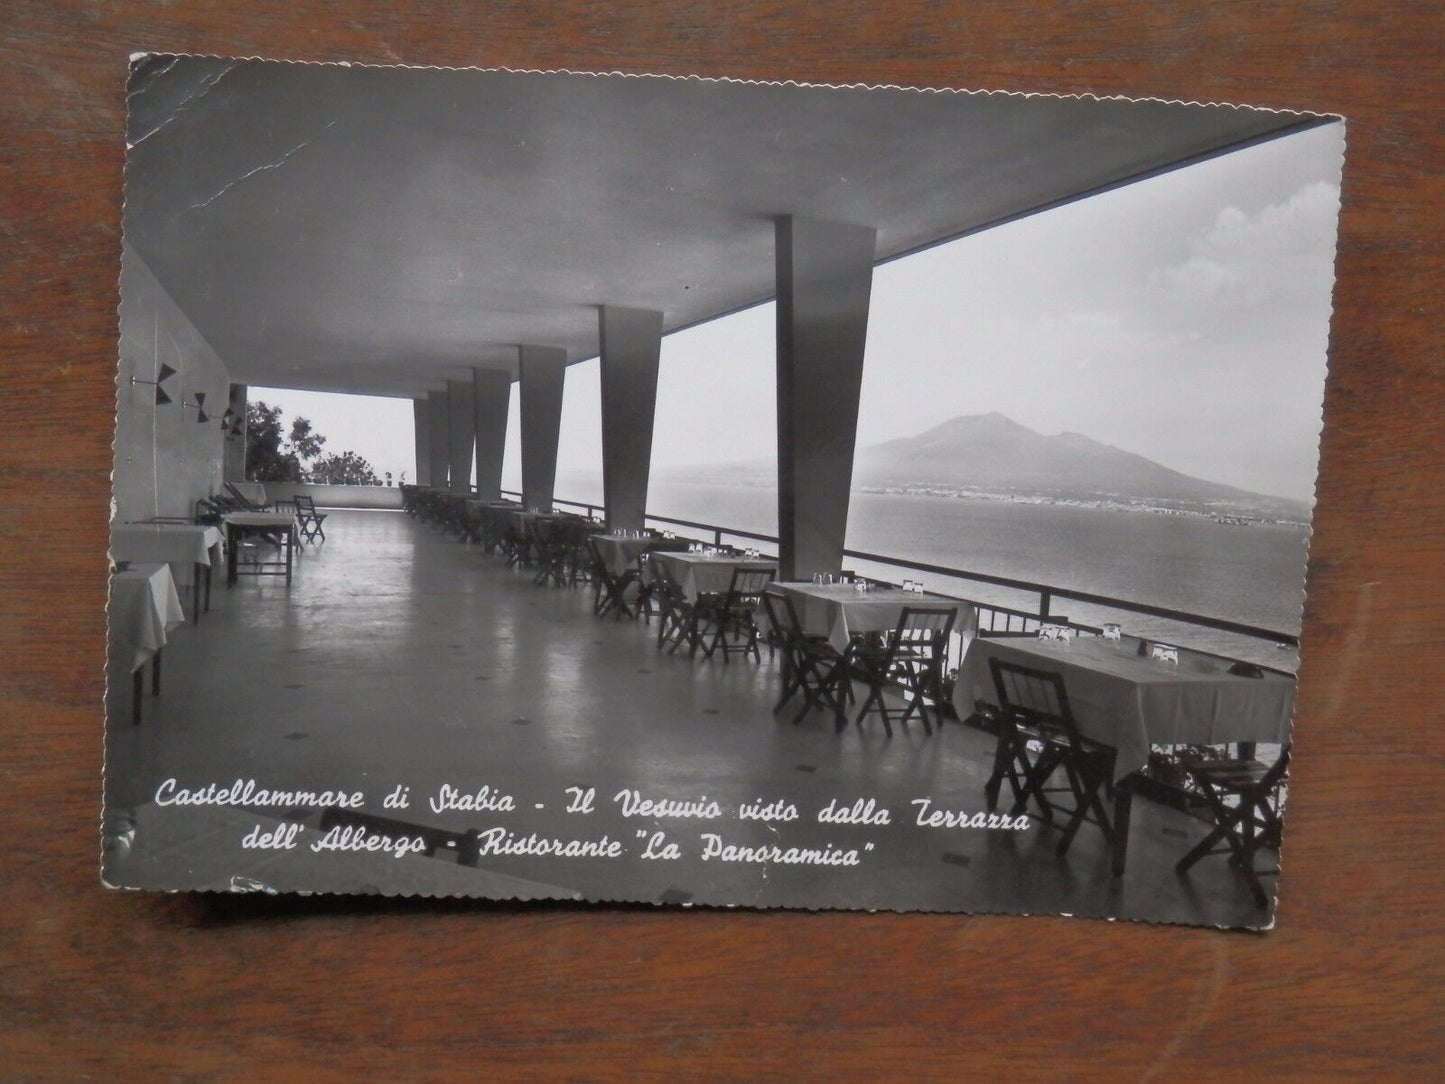 Castellammare di Stabia - Il Vesuvio visto dalla Terrazza
dell' Albergo - Ristorante "La Panoramica"